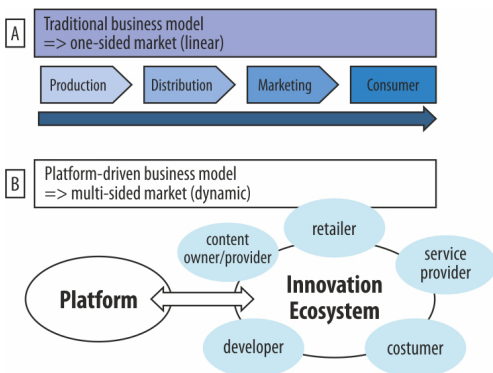 A
Traditional business model
=> one-sided market (linear)
Production
Distribution
Marketing
Consumer
B
Platform-driven business model
=> multi-sided market (dynamic)
retailer
content
owner/provider
service
provider
Platform
Innovation
Ecosystem
developer
costumer